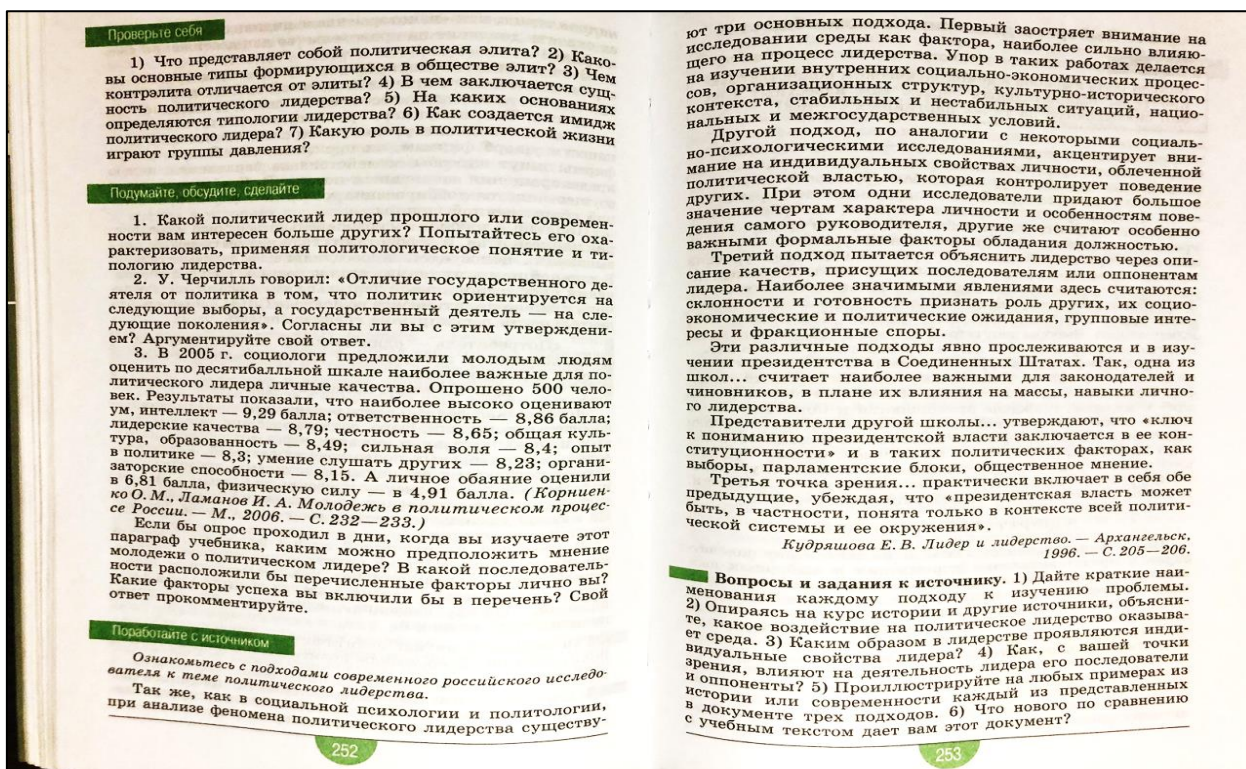 Проверьте себя
1) Что представляет собой политическая элита? 2) Како-
вы основные типы формирующихся в обществе элит? 3) Чем
контрэлита отличается от элиты? 4) В чем заключается сущ-
ность политического лидерства? 5) На каких основаниях
определяются типологии лидерства? 6) Как создается имидж
политического лидера? 7) Какую роль в политической жизни
играют группы давления?
Подумайте, обсудите, сделайте
1. Какой политический лидер прошлого или современ-
ности вам интересен больше других? Попытайтесь его оха-
рактеризовать, применяя политологическое понятие и ти-
пологию лидерства.
2. У. Черчилль говорил: «Отличие государственного де-
ятеля от политика в том, что политик ориентируется на
следующие выборы, а государственный деятель — на сле-
дующие поколения». Согласны ли вы с этим утверждени-
ем? Аргументируйте свой ответ.
3. В 2005 г. социологи предложили молодым людям
оценить по десятибалльной шкале наиболее важные для по-
литического лидера личные качества. Опрошено 500 чело-
век. Результаты показали, что наиболее высоко оценивают
ум, интеллект — 9,29 балла; ответственность — 8,86 балла;
лидерские качества — 8,79; честность — 8,65; общая куль-
тура, образованность — 8,49; сильная воля — 8,4; опыт
в политике — 8,3; умение слушать других — 8,23; органи-
заторские способности — 8,15. А личное обаяние оценили
в 6,81 балла, физическую силу — в 4,91 балла. (Корниен-
ко О. М., Ламанов И. А. Молодежь в политическом процес-
се России. — М., 2006. — С. 232—233.)
Если бы опрос проходил в дни, когда вы изучаете этот
параграф учебника, каким можно предположить мнение
молодежи о политическом лидере? В какой последователь-
ности расположили бы перечисленные факторы лично вы?
Какие факторы успеха вы включили бы в перечень? Свой
ответ прокомментируйте.
Поработайте с источником
Ознакомьтесь с подходами современного российского исследо-
вателя к теме политического лидерства.
Так же, как в социальной психологии и политологии,
при анализе феномена политического лидерства существу-
252
ют три основных подхода. Первый заостряет внимание на
исследовании среды как фактора, наиболее сильно влияю-
щего на процесс лидерства. Упор в таких работах делается
на изучении внутренних социально-экономических процес-
сов, организационных структур, культурно-исторического
контекста, стабильных и нестабильных ситуаций, нацио-
нальных и межгосударственных условий.
Другой подход, по аналогии с некоторыми социаль-
но-психологическими исследованиями, акцентирует вни-
мание на индивидуальных свойствах личности, облеченной
политической властью, которая контролирует поведение
других. При этом одни исследователи придают большое
значение чертам характера личности и особенностям пове-
дения самого руководителя, другие же считают особенно
важными формальные факторы обладания должностью.
Третий подход пытается объяснить лидерство через опи-
сание качеств, присущих последователям или оппонентам
лидера. Наиболее значимыми явлениями здесь считаются:
склонности и готовность признать роль других, их социо-
экономические и политические ожидания, групповые инте-
ресы и фракционные споры.
Эти различные подходы явно прослеживаются и в изу-
чении президентства в Соединенных Штатах. Так, одна из
школ... считает наиболее важными для законодателей и
чиновников, в плане их влияния на массы, навыки лично-
го лидерства.
Представители другой школы... утверждают, что «ключ
к пониманию президентской власти заключается в ее кон-
ституционности» и в таких политических факторах, как
выборы, парламентские блоки, общественное мнение.
Третья точка зрения... практически включает в себя обе
предыдущие, убеждая, что «президентская власть может
быть, в частности, понята только в контексте всей полити-
ческой системы и ее окружения».
Кудряшова Е. В. Лидер и лидерство. — Архангельск,
1996. — С. 205—206.
Вопросы и задания к источнику. 1) Дайте краткие наи-
менования каждому подходу к изучению проблемы.
2) Опираясь на курс истории и другие источники, объясни-
те, какое воздействие на политическое лидерство оказыва-
ет среда. 3) Каким образом в лидерстве проявляются инди-
видуальные свойства лидера? 4) Как, с вашей точки
зрения, влияют на деятельность лидера его последователи
и оппоненты? 5) Проиллюстрируйте на любых примерах из
истории или современности каждый из представленных
в документе трех подходов. 6) Что нового по сравнению
с учебным текстом дает вам этот документ?
253